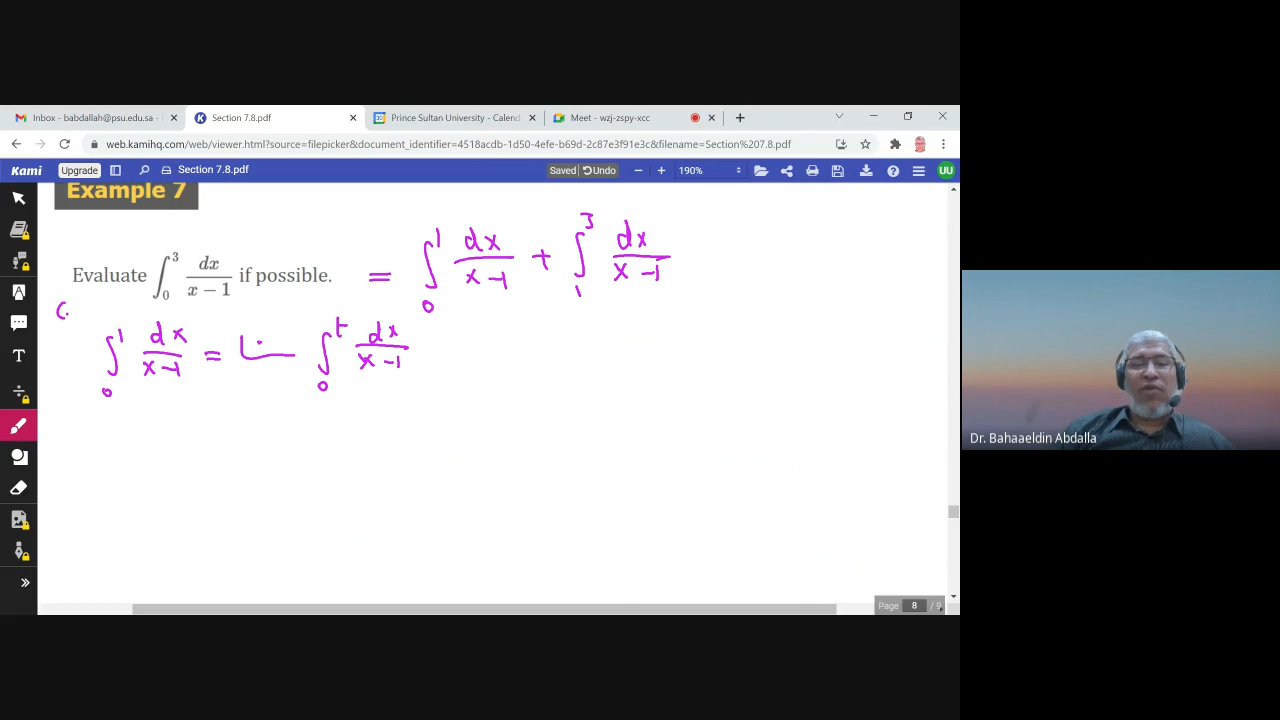 Inbox - babdallah@psu.edu.sa -
Section 7.8.pdf
Prince Sultan University - Calend
Meet - wzj-zspy-xcc
web.kamihq.com/web/viewer.html?source=filepicker&document_identifier=4518acdb-1d50-4efe-b69d-2c87e3f91e3c&filename=Section%207.8.pdf
Kami Upgrade Section 7.8.pdf Saved Undo 190% UU
Example 7
Evaluate ∫₀³ dx/(x − 1) if possible. = ∫₀¹ dx/(x-1) + ∫₁³ dx/(x-1)
∫₀¹ dx/(x-1) = ∫₀ᵗ dx/(x-1)
Dr. Bahaaeldin Abdalla
Page 8 / 9